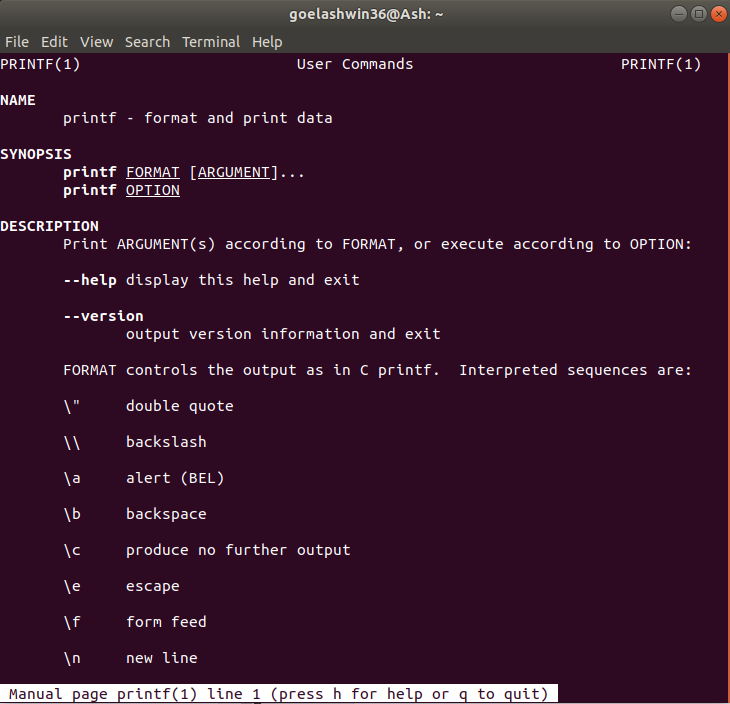 goelashwin36@Ash: ~
File Edit View Search Terminal Help
PRINTF(1) User Commands PRINTF(1)
NAME
printf - format and print data
SYNOPSIS
printf FORMAT [ARGUMENT]...
printf OPTION
DESCRIPTION
Print ARGUMENT(s) according to FORMAT, or execute according to OPTION:
--help display this help and exit
--version
output version information and exit
FORMAT controls the output as in C printf.  Interpreted sequences are:
\" double quote
\\ backslash
\a alert (BEL)
\b backspace
\c produce no further output
\e escape
\f form feed
\n new line
Manual page printf(1) line 1 (press h for help or q to quit)